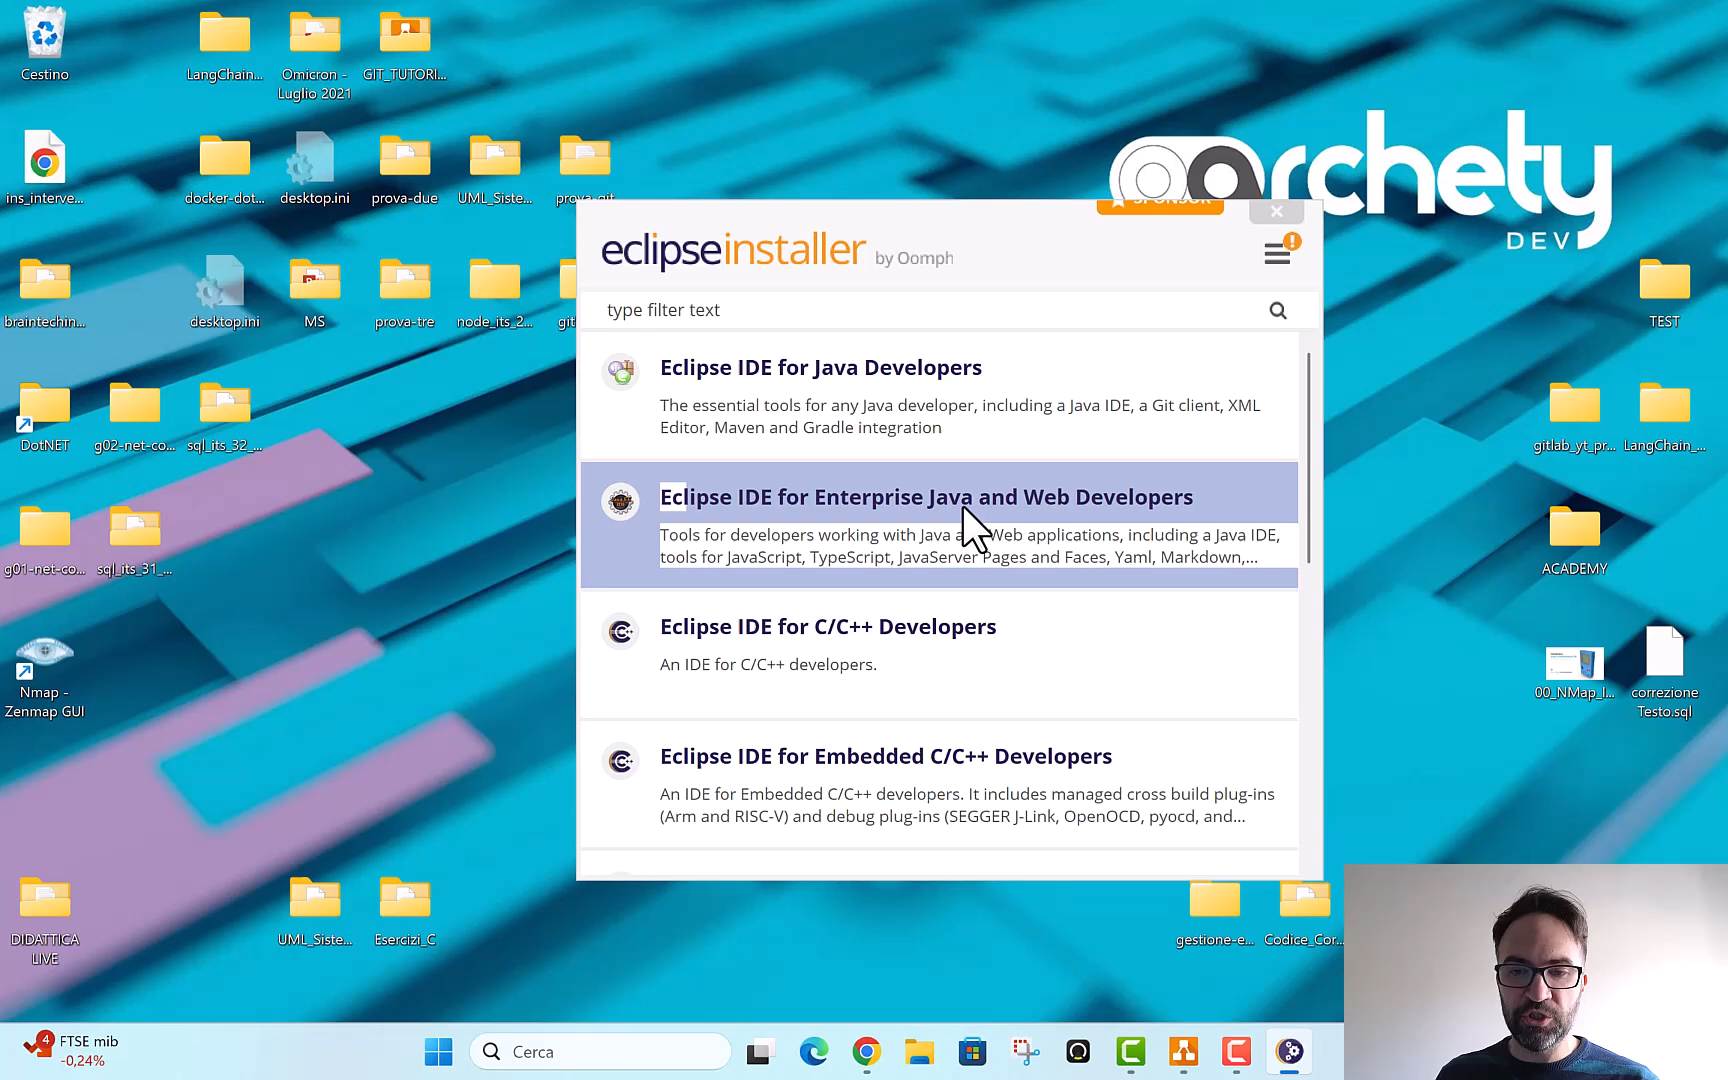 Cestino
LangChain...
Omicron -
Luglio 2021
GIT_TUTORI...
ins_interve...
docker-dot...
desktop.ini
prova-due
UML_Siste...
prova-git
braintechin...
desktop.ini
MS
prova-tre
node_its_2...
git
DotNET
g02-net-co...
sql_its_32_...
g01-net-co...
sql_its_31_...
Nmap -
Zenmap GUI
DIDATTICA
LIVE
UML_Siste...
Esercizi_C
archety
DEV
SPONSOR
eclipseinstaller by Oomph
type filter text
Eclipse IDE for Java Developers
The essential tools for any Java developer, including a Java IDE, a Git client, XML
Editor, Maven and Gradle integration
Eclipse IDE for Enterprise Java and Web Developers
Tools for developers working with Java and Web applications, including a Java IDE,
tools for JavaScript, TypeScript, JavaServer Pages and Faces, Yaml, Markdown,...
Eclipse IDE for C/C++ Developers
An IDE for C/C++ developers.
Eclipse IDE for Embedded C/C++ Developers
An IDE for Embedded C/C++ developers. It includes managed cross build plug-ins
(Arm and RISC-V) and debug plug-ins (SEGGER J-Link, OpenOCD, pyocd, and...
TEST
gitlab_yt_pr...
LangChain_...
ACADEMY
00_NMap_I...
correzione
Testo.sql
gestione-e...
Codice_Cor...
4
FTSE mib
-0,24%
Cerca